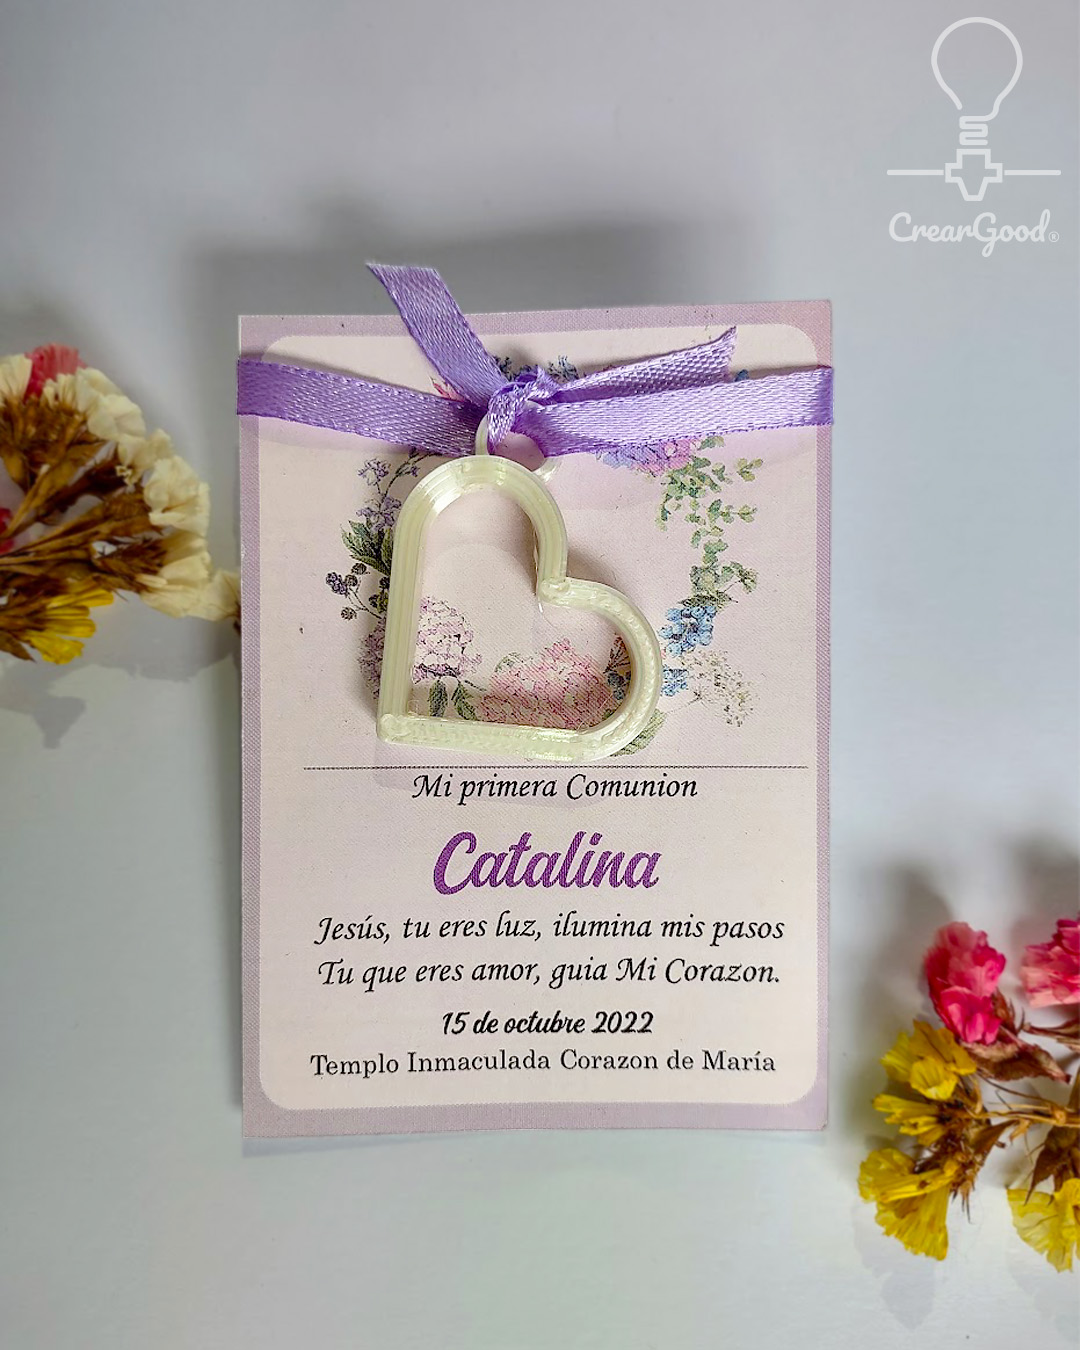 CrearGood
Mi primera Comunion
Catalina
Jesús, tu eres luz, ilumina mis pasos
Tu que eres amor, guia Mi Corazon.
15 de octubre 2022
Templo Inmaculada Corazon de María